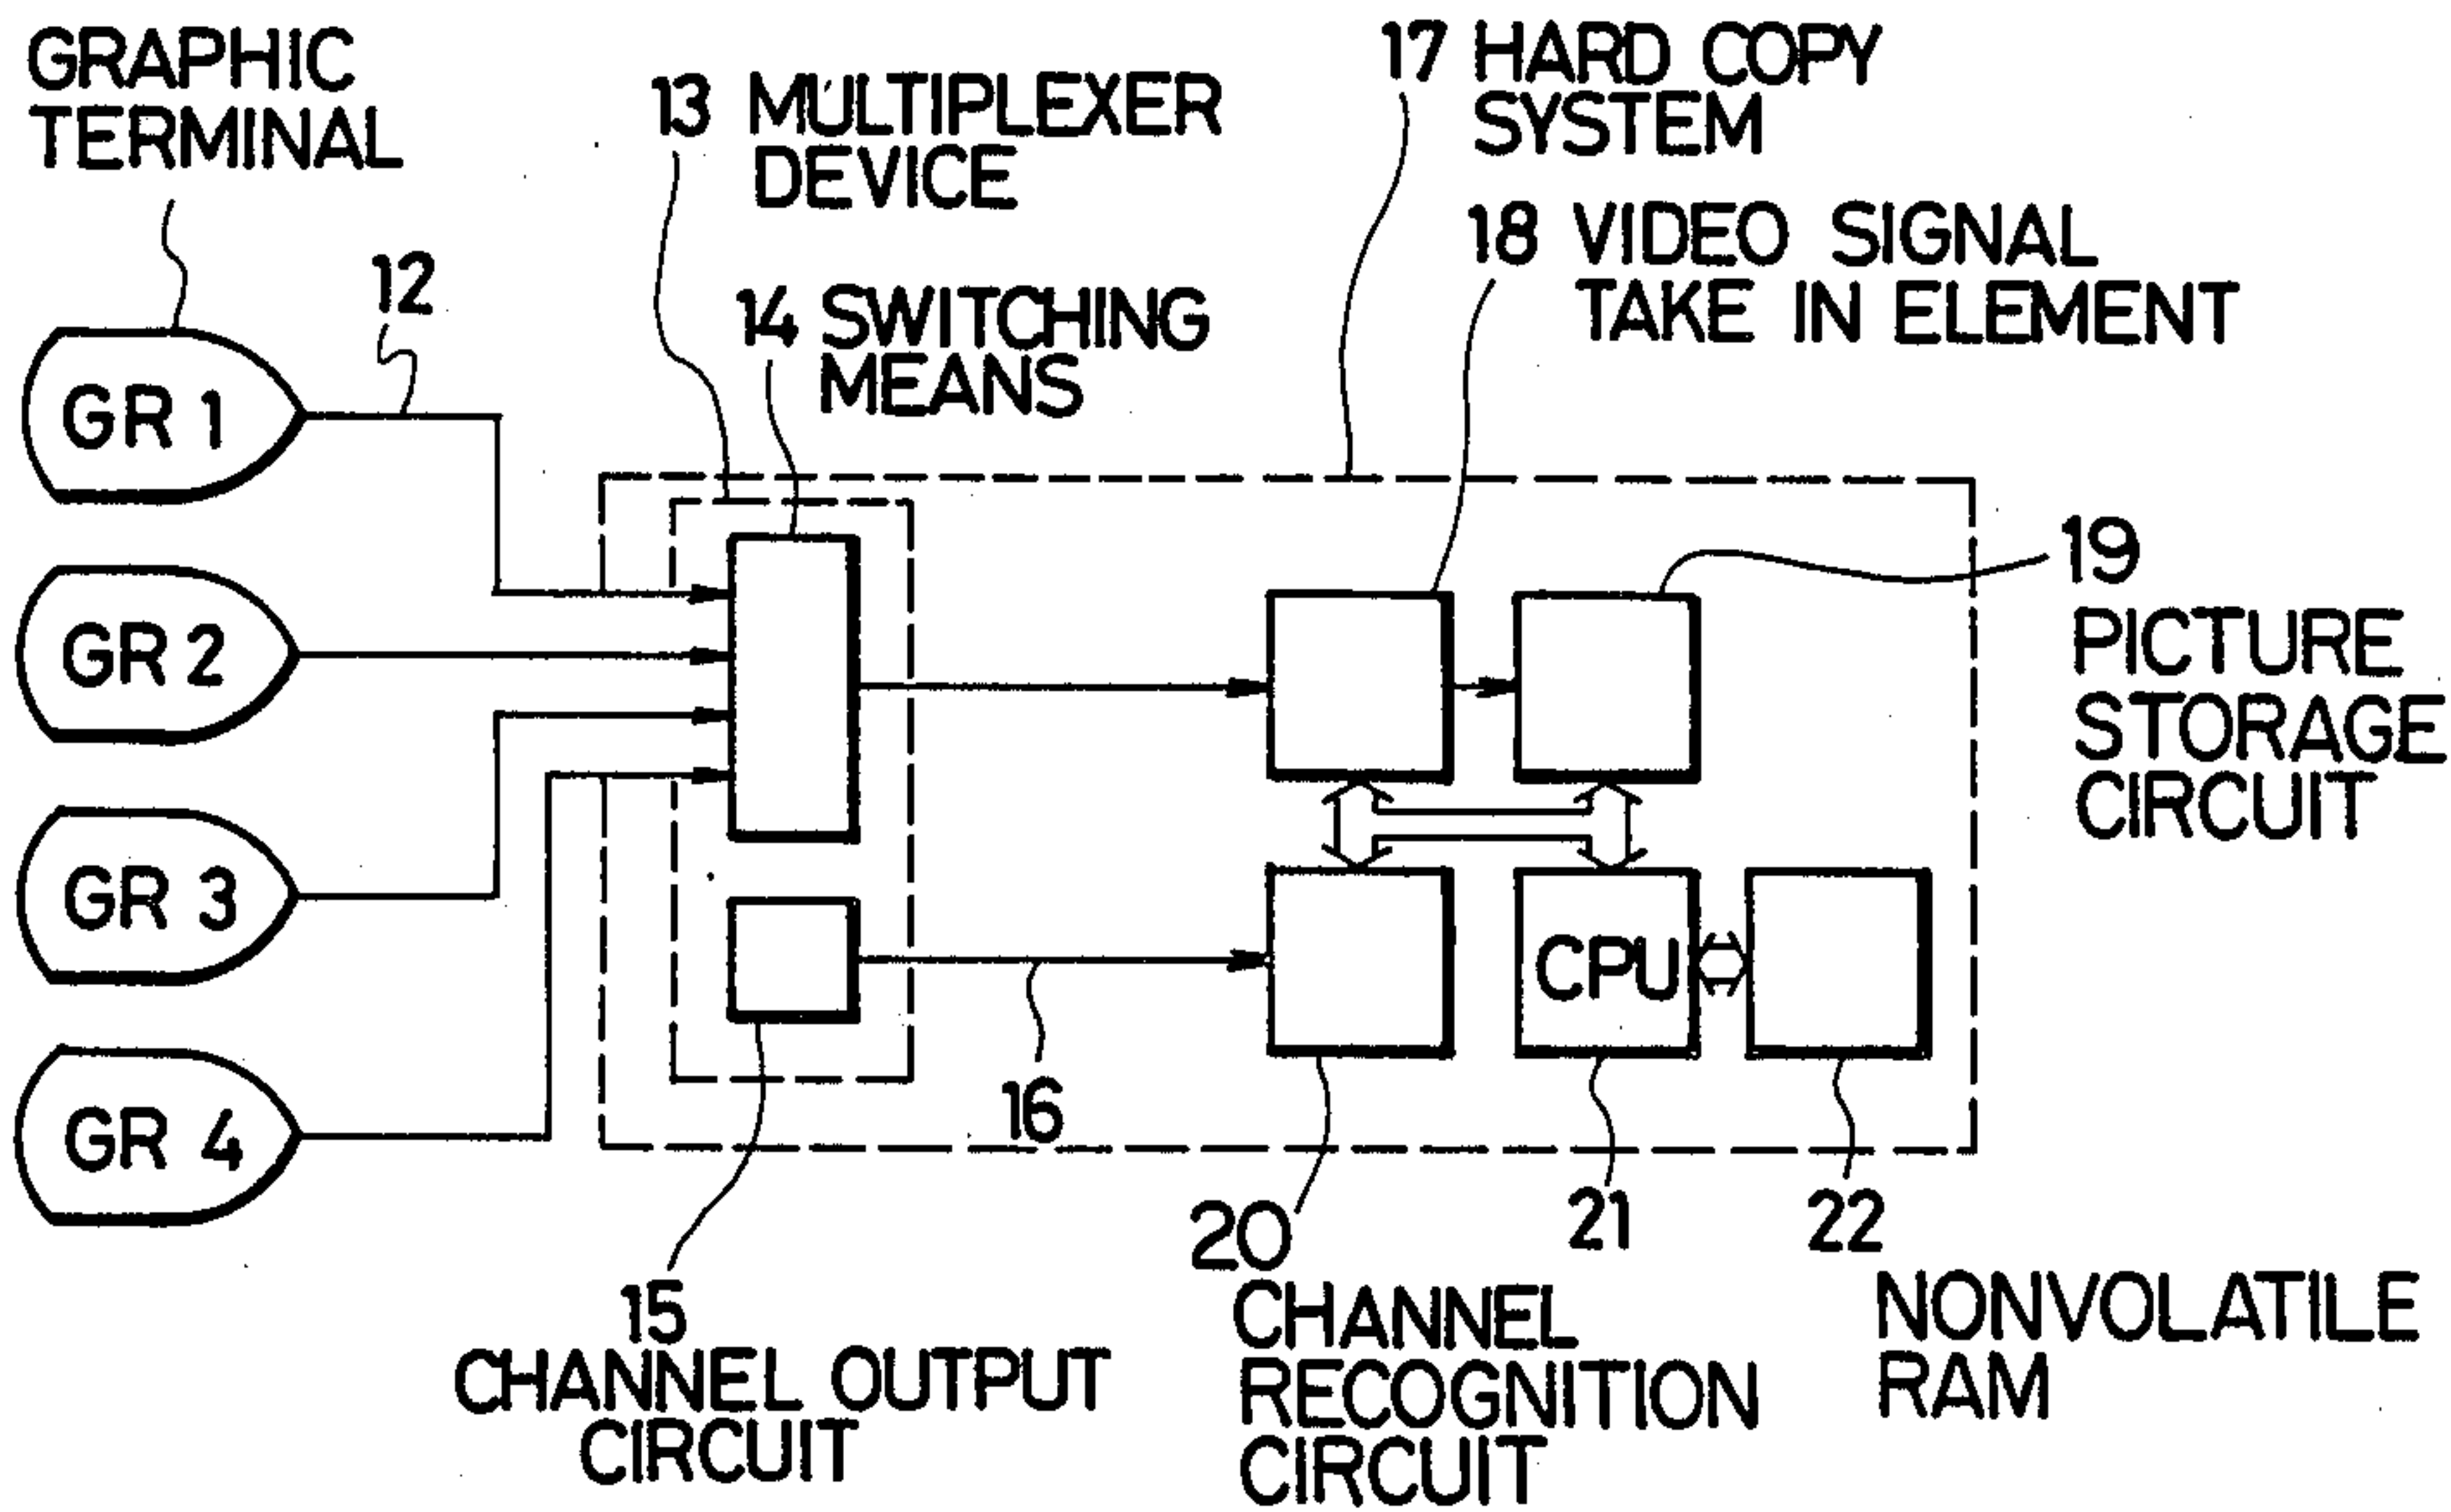 GRAPHIC
TERMINAL
12
13 MULTIPLEXER
DEVICE
14 SWITCHING
MEANS
17 HARD COPY
SYSTEM
18 VIDEO SIGNAL
TAKE IN ELEMENT
GR 1
GR 2
GR 3
GR 4
19
PICTURE
STORAGE
CIRCUIT
CPU
16
15
CHANNEL OUTPUT
CIRCUIT
20
CHANNEL
RECOGNITION
CIRCUIT
21
22
NONVOLATILE
RAM